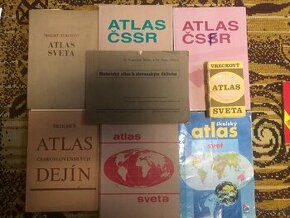 ATLAS
SVETA
ATLAS
ČSSR
ATLAS
ČSSR
Historický atlas k slovenským dejinám
VRECKOVÝ
ATLAS
SVETA
ŠKOLSKÝ
ATLAS
ČESKOSLOVENSKÝCH
DEJÍN
atlas
sveta
školský
atlas
svet